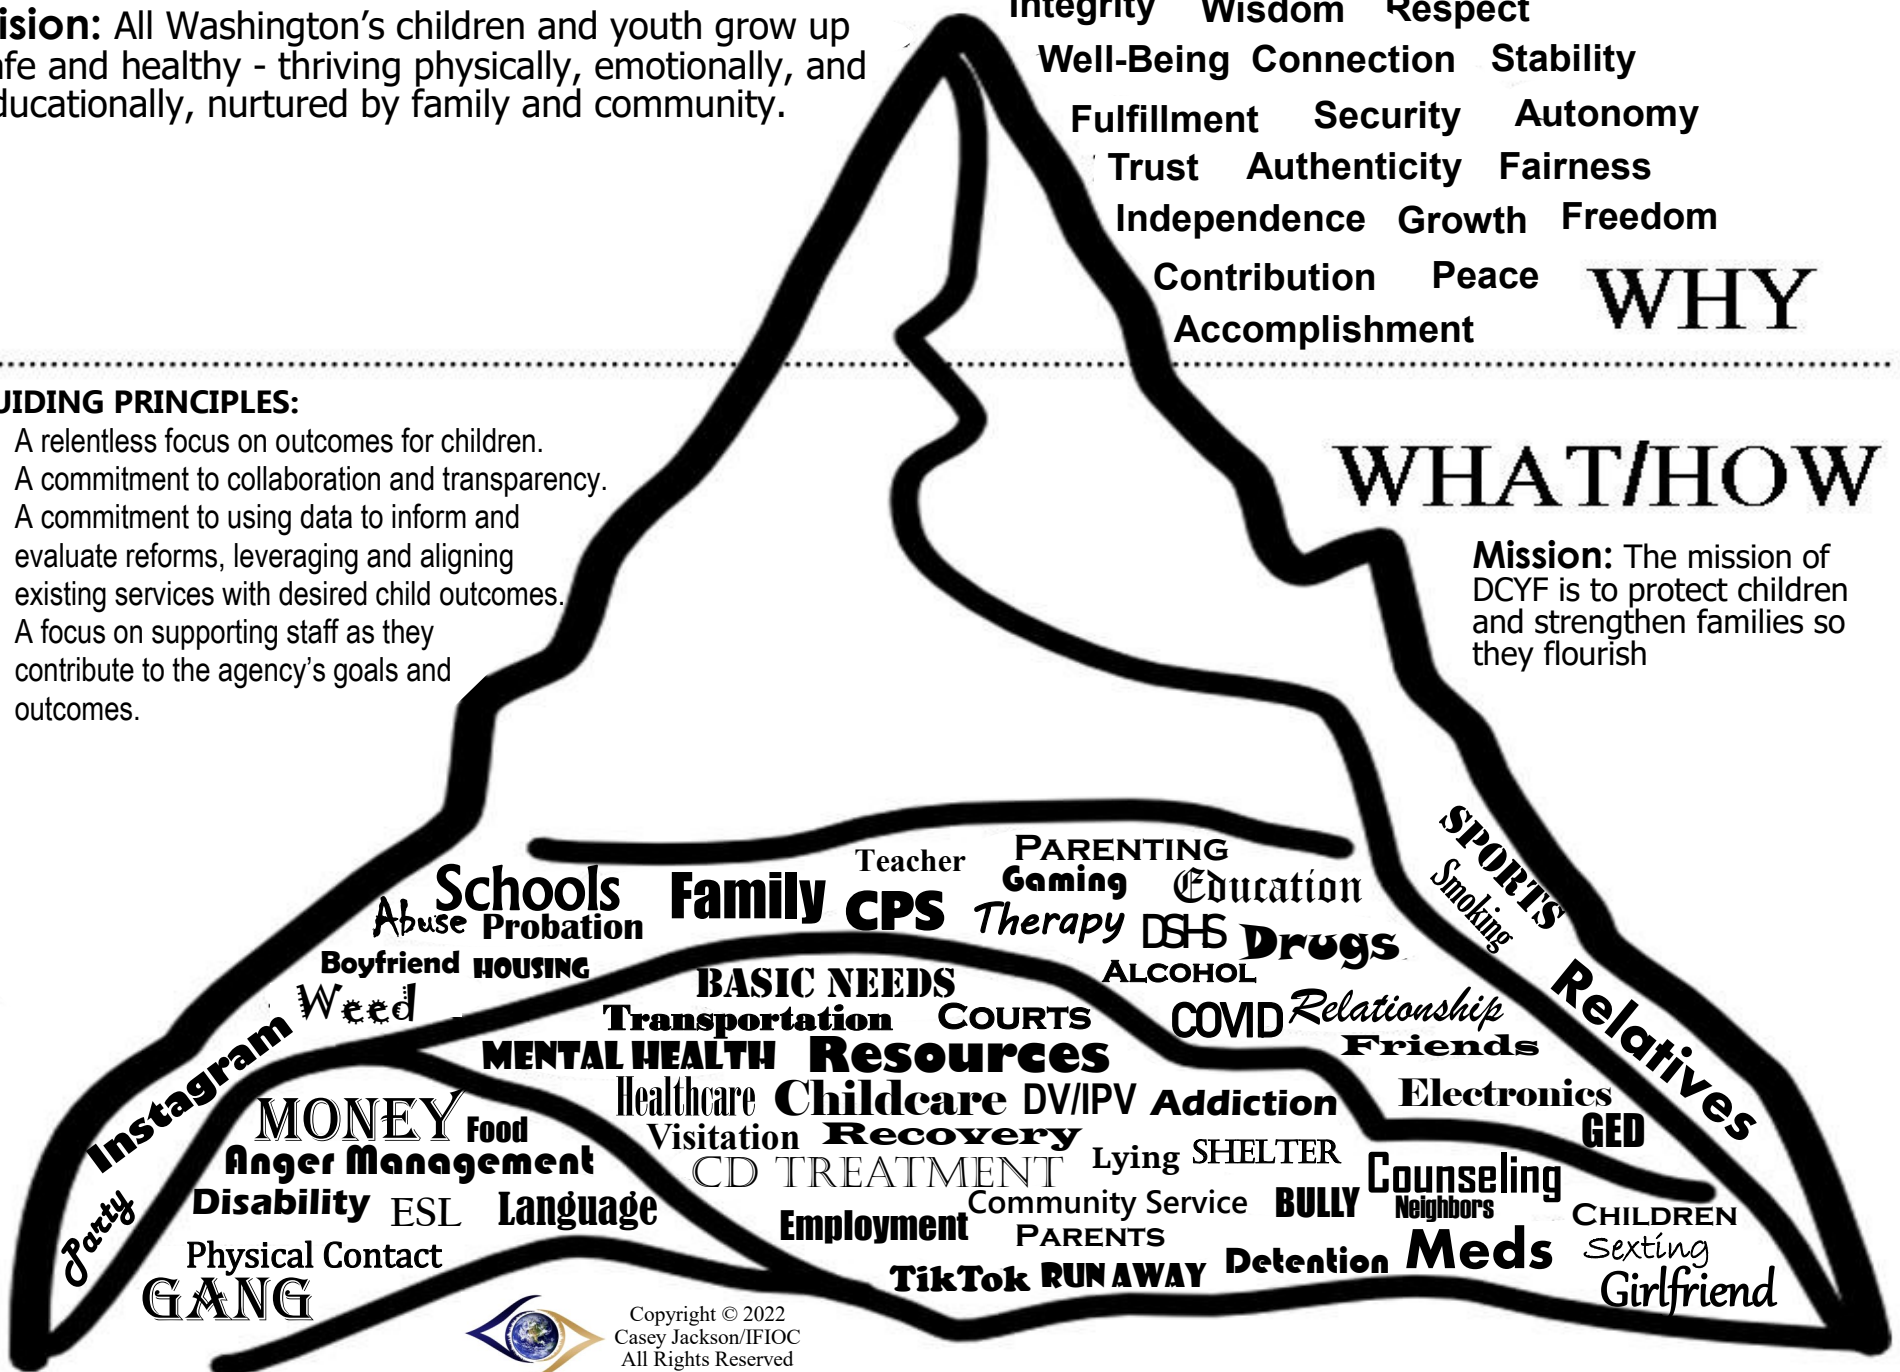 ision: All Washington’s children and youth grow up
afe and healthy - thriving physically, emotionally, and
ducationally, nurtured by family and community.
Integrity Wisdom Respect
Well-Being Connection Stability
Fulfillment Security Autonomy
Trust Authenticity Fairness
Independence Growth Freedom
Contribution Peace
WHY
Accomplishment
UIDING PRINCIPLES:
A relentless focus on outcomes for children.
A commitment to collaboration and transparency.
A commitment to using data to inform and
evaluate reforms, leveraging and aligning
existing services with desired child outcomes.
A focus on supporting staff as they
contribute to the agency’s goals and
outcomes.
WHAT/HOW
Mission: The mission of
DCYF is to protect children
and strengthen families so
they flourish
SPORTS
Smoking
Relatives
Teacher PARENTING
Schools Family CPS Gaming Education
Abuse Probation Therapy DSHS Drugs
Boyfriend HOUSING ALCOHOL
Weed COVID Relationship
Friends
Electronics
GED
Instagram
Party
BASIC NEEDS
Transportation COURTS
MENTAL HEALTH Resources
Healthcare Childcare DV/IPV Addiction
Visitation Recovery
CD TREATMENT Lying SHELTER Counseling
Community Service BULLY Neighbors
Employment PARENTS CHILDREN
TikTok RUN AWAY Detention Meds Sexting
Girlfriend
MONEY Food
Anger Management
Disability ESL Language
Physical Contact
GANG
Copyright © 2022
Casey Jackson/IFIOC
All Rights Reserved